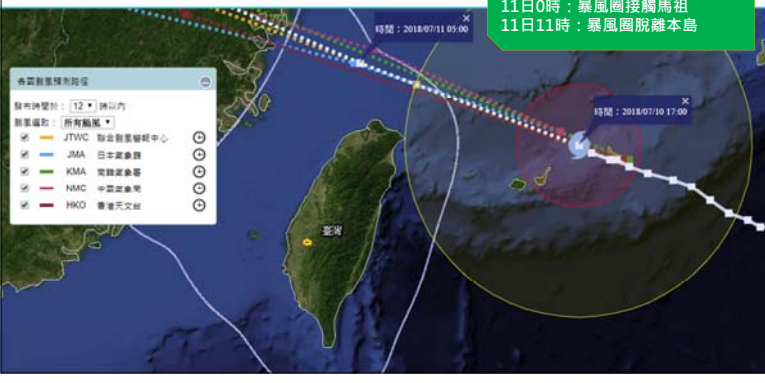 11日0時：暴風圈接觸馬祖
11日11時：暴風圈脫離本島
時間：2018/07/11 05:00
時間：2018/07/10 17:00
各國颱風預測路徑
發布時間於：12 時以內
颱風選取：所有颱風
JTWC 聯合颱風警報中心
JMA 日本氣象廳
KMA 南韓氣象署
NMC 中國氣象局
HKO 香港天文台
臺灣